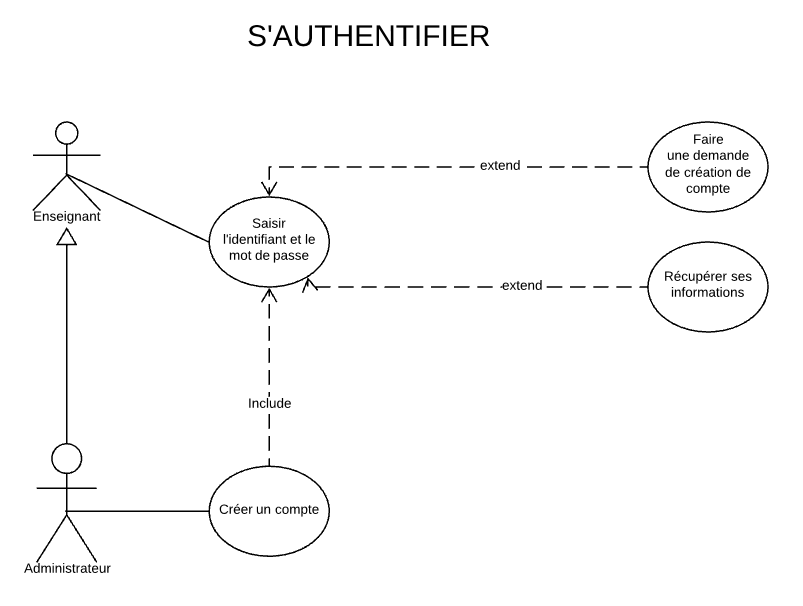 S'AUTHENTIFIER
Faire
une demande
de création de
compte
extend
Enseignant
Saisir
l'identifiant et le
mot de passe
Récupérer ses
informations
extend
Include
Créer un compte
Administrateur